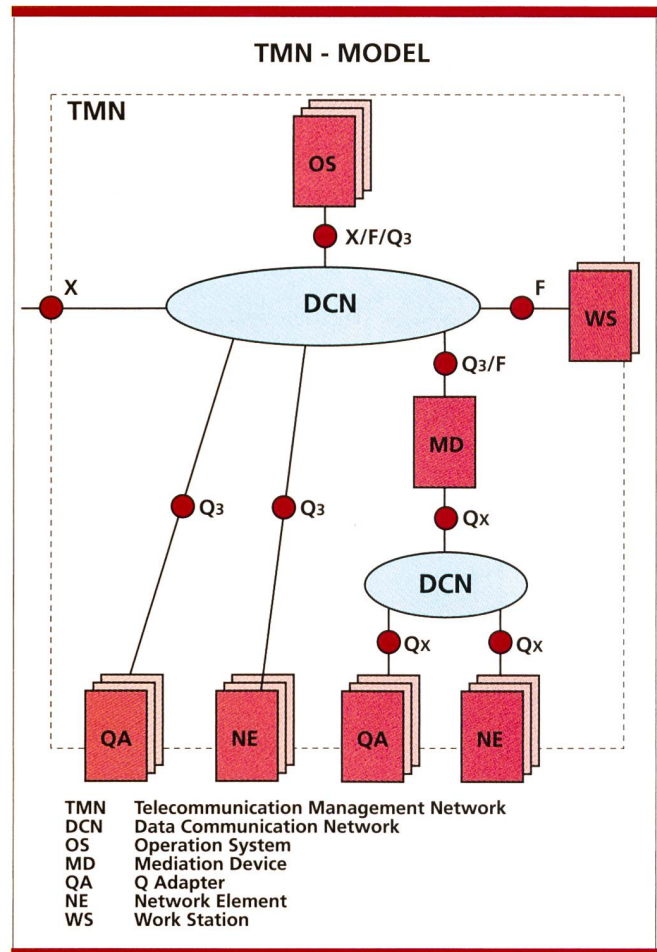 TMN - MODEL
TMN
OS
X/F/Q3
X
DCN
F
WS
Q3/F
MD
Q3
Q3
Qx
DCN
Qx
Qx
QA
NE
QA
NE
TMN Telecommunication Management Network
DCN Data Communication Network
OS Operation System
MD Mediation Device
QA Q Adapter
NE Network Element
WS Work Station